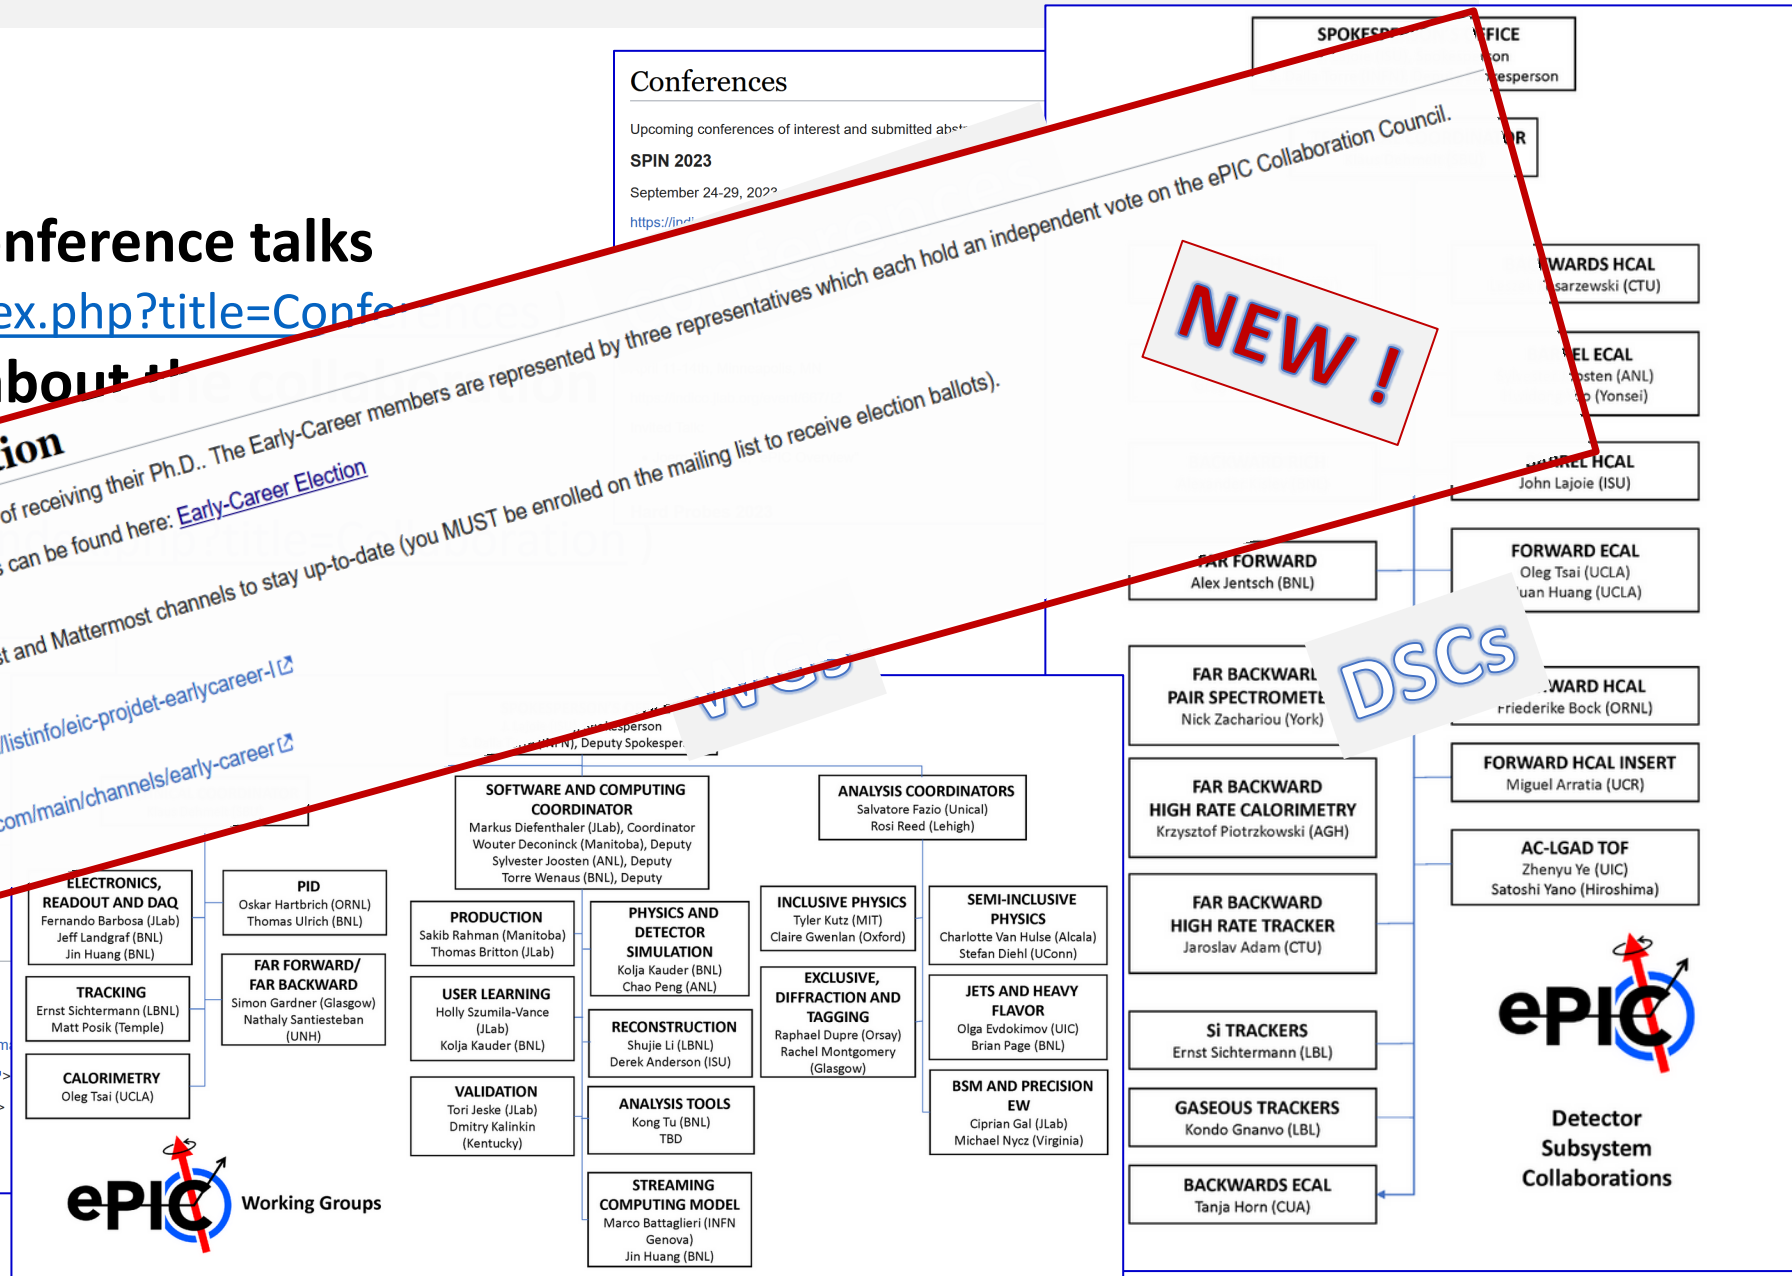 Conferences
Upcoming conferences of interest and submitted
SPIN 2023
September 24-29, 2023
talks
about the
of receiving their Ph.D.. The Early-Career members are represented by three representatives which each hold an independent vote on the ePIC Collaboration Council.
can be found here: Early-Career Election
and Mattermost channels to stay up-to-date (you MUST be enrolled on the mailing list to receive election ballots).
/listinfo/eic-projdet-earlycareer-l
com/main/channels/early-career
NEW !
HCAL
(CTU)
ECAL
(ANL)
(Yonsei)
HCAL
John Lajoie (ISU)
FAR FORWARD
Alex Jentsch (BNL)
FORWARD ECAL
Oleg Tsai (UCLA)
Huang (UCLA)
FAR BACKWARD
PAIR
Nick Zachariou (York)
DSCs
HCAL
Friederike Bock (ORNL)
FAR BACKWARD
HIGH RATE CALORIMETRY
Krzysztof Piotrzkowski (AGH)
FORWARD HCAL INSERT
Miguel Arratia (UCR)
FAR BACKWARD
HIGH RATE TRACKER
Jaroslav Adam (CTU)
AC-LGAD TOF
Zhenyu Ye (UIC)
Satoshi Yano (Hiroshima)
Si TRACKERS
Ernst Sichtermann (LBL)
GASEOUS TRACKERS
Kondo Gnanvo (LBL)
BACKWARDS ECAL
Tanja Horn (CUA)
ePIC
Detector
Subsystem
Collaborations
WGs
Deputy
SOFTWARE AND COMPUTING
COORDINATOR
Markus Diefenthaler (JLab), Coordinator
Wouter Deconinck (Manitoba), Deputy
Sylvester Joosten (ANL), Deputy
Torre Wenaus (BNL), Deputy
ANALYSIS COORDINATORS
Salvatore Fazio (Unical)
Rosi Reed (Lehigh)
ELECTRONICS,
READOUT AND DAQ
Fernando Barbosa (JLab)
Jeff Landgraf (BNL)
Jin Huang (BNL)
PID
Oskar Hartbrich (ORNL)
Thomas Ulrich (BNL)
TRACKING
Ernst Sichtermann (LBNL)
Matt Posik (Temple)
FAR FORWARD/
FAR BACKWARD
Simon Gardner (Glasgow)
Nathaly Santiesteban
(UNH)
CALORIMETRY
Oleg Tsai (UCLA)
PRODUCTION
Sakib Rahman (Manitoba)
Thomas Britton (JLab)
PHYSICS AND
DETECTOR
SIMULATION
Kolja Kauder (BNL)
Chao Peng (ANL)
USER LEARNING
Holly Szumila-Vance
(JLab)
Kolja Kauder (BNL)
RECONSTRUCTION
Shujie Li (LBNL)
Derek Anderson (ISU)
VALIDATION
Tori Jeske (JLab)
Dmitry Kalinkin
(Kentucky)
ANALYSIS TOOLS
Kong Tu (BNL)
TBD
STREAMING
COMPUTING MODEL
Marco Battaglieri (INFN
Genova)
Jin Huang (BNL)
INCLUSIVE PHYSICS
Tyler Kutz (MIT)
Claire Gwenlan (Oxford)
SEMI-INCLUSIVE
PHYSICS
Charlotte Van Hulse (Alcala)
Stefan Diehl (UConn)
EXCLUSIVE,
DIFFRACTION AND
TAGGING
Raphael Dupre (Orsay)
Rachel Montgomery
(Glasgow)
JETS AND HEAVY
FLAVOR
Olga Evdokimov (UIC)
Brian Page (BNL)
BSM AND PRECISION
EW
Ciprian Gal (JLab)
Michael Nycz (Virginia)
ePIC
Working Groups